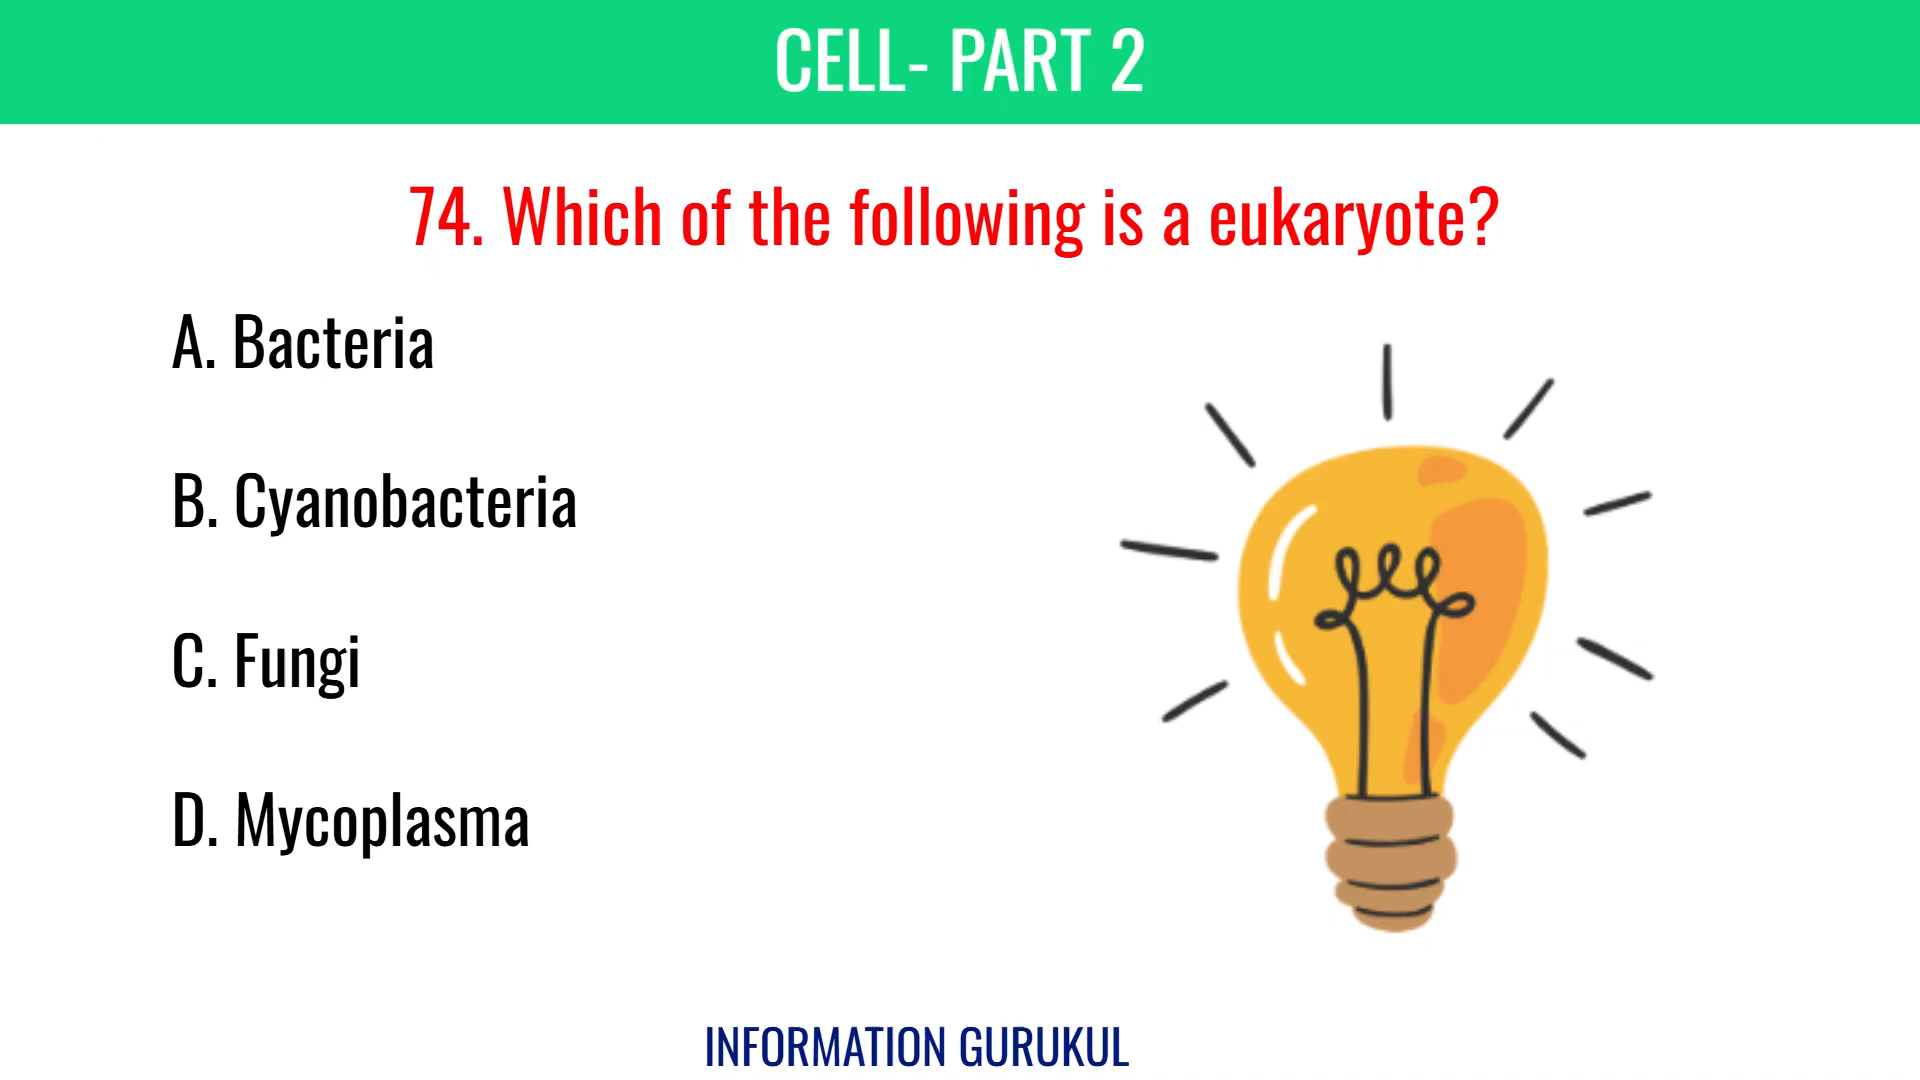 CELL- PART 2
74. Which of the following is a eukaryote?
A. Bacteria
B. Cyanobacteria
C. Fungi
D. Mycoplasma
INFORMATION GURUKUL